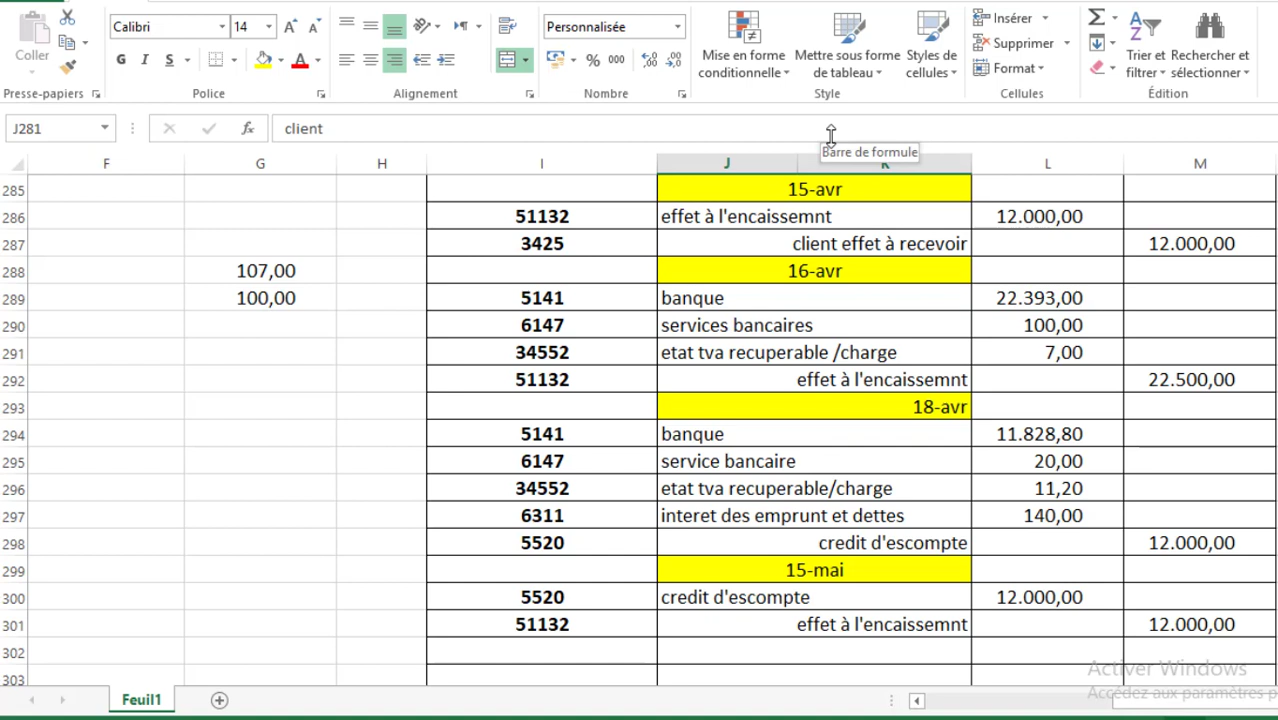 Calibri 14 Personnalisée Insérer
Coller G I S % 000 Mise en forme conditionnelle Mettre sous forme de tableau Styles de cellules Supprimer Format Trier et filtrer Rechercher et sélectionner
Presse-papiers Police Alignement Nombre Style Cellules Édition
J281 fx client
Barre de formule
F G H I J K L M
285 15-avr
286 51132 effet à l'encaissemnt 12.000,00
287 3425 client effet à recevoir 12.000,00
288 107,00 16-avr
289 100,00 5141 banque 22.393,00
290 6147 services bancaires 100,00
291 34552 etat tva recuperable /charge 7,00
292 51132 effet à l'encaissemnt 22.500,00
293 18-avr
294 5141 banque 11.828,80
295 6147 service bancaire 20,00
296 34552 etat tva recuperable/charge 11,20
297 6311 interet des emprunt et dettes 140,00
298 5520 credit d'escompte 12.000,00
299 15-mai
300 5520 credit d'escompte 12.000,00
301 51132 effet à l'encaissemnt 12.000,00
302
303
Activer Windows
Accédez aux paramètres p
Feuil1